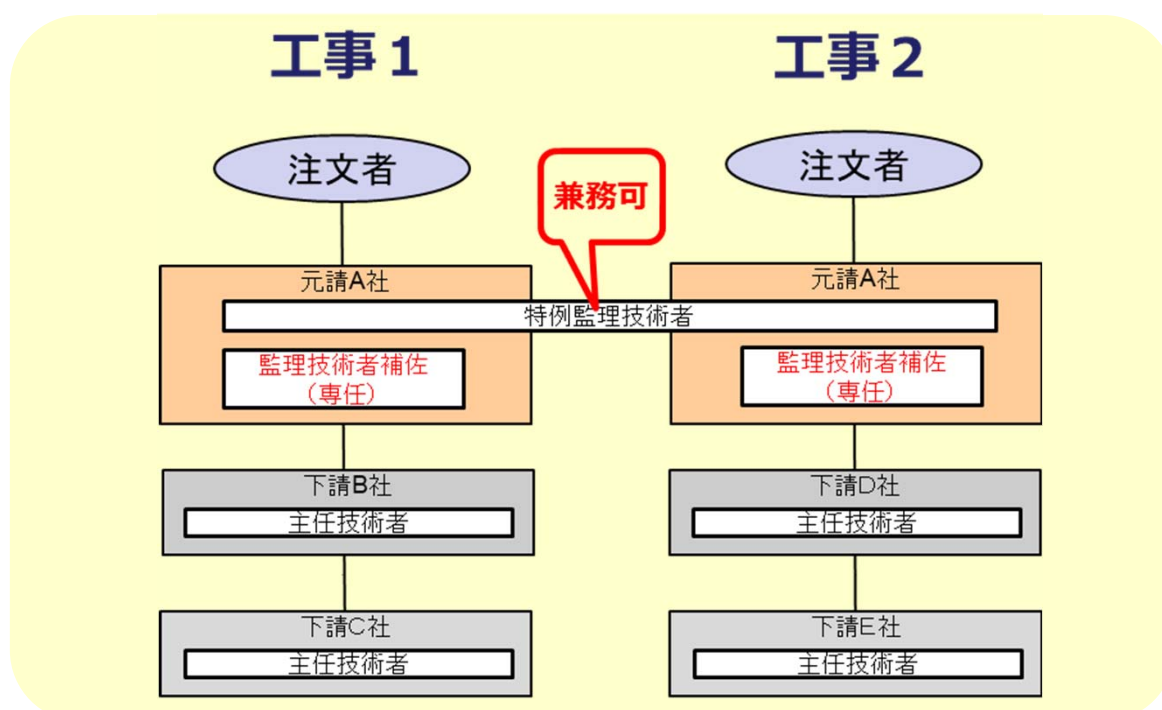 工事１
工事２
注文者
注文者
兼務可
元請A社
元請A社
特例監理技術者
監理技術者補佐
（専任）
監理技術者補佐
（専任）
下請B社
主任技術者
下請D社
主任技術者
下請C社
主任技術者
下請E社
主任技術者